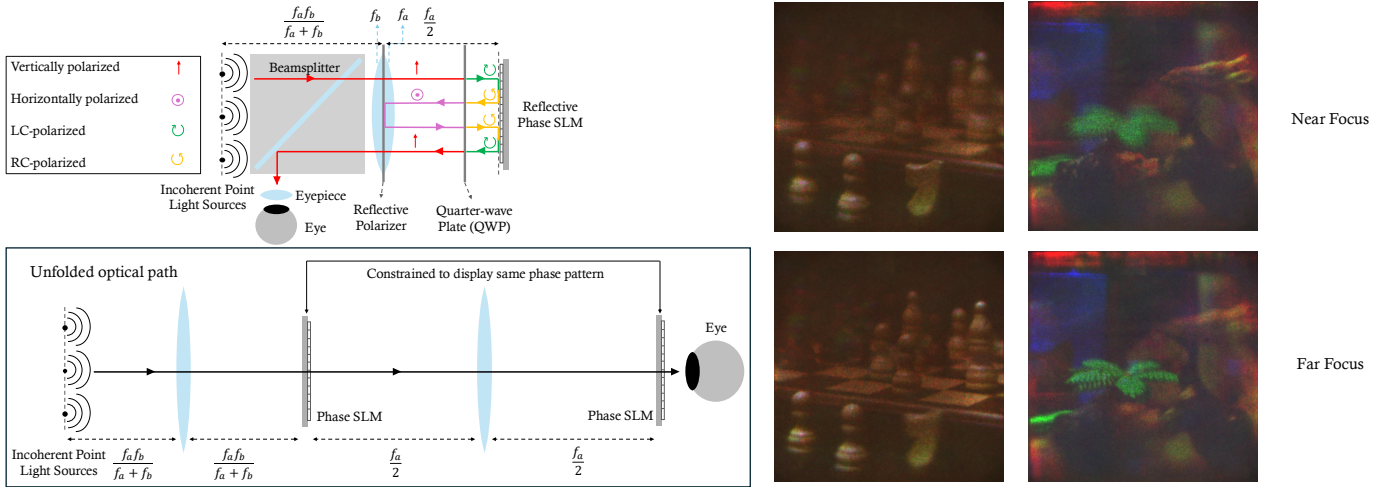 f_a f_b / (f_a + f_b)
f_b
f_a
f_a / 2
Vertically polarized
Horizontally polarized
LC-polarized
RC-polarized
Beamsplitter
Reflective
Phase SLM
Incoherent Point
Light Sources
Eyepiece
Eye
Reflective
Polarizer
Quarter-wave
Plate (QWP)
Near Focus
Unfolded optical path
Constrained to display same phase pattern
Eye
Phase SLM
Phase SLM
Incoherent Point
Light Sources
f_a f_b / (f_a + f_b)
f_a f_b / (f_a + f_b)
f_a / 2
f_a / 2
Far Focus